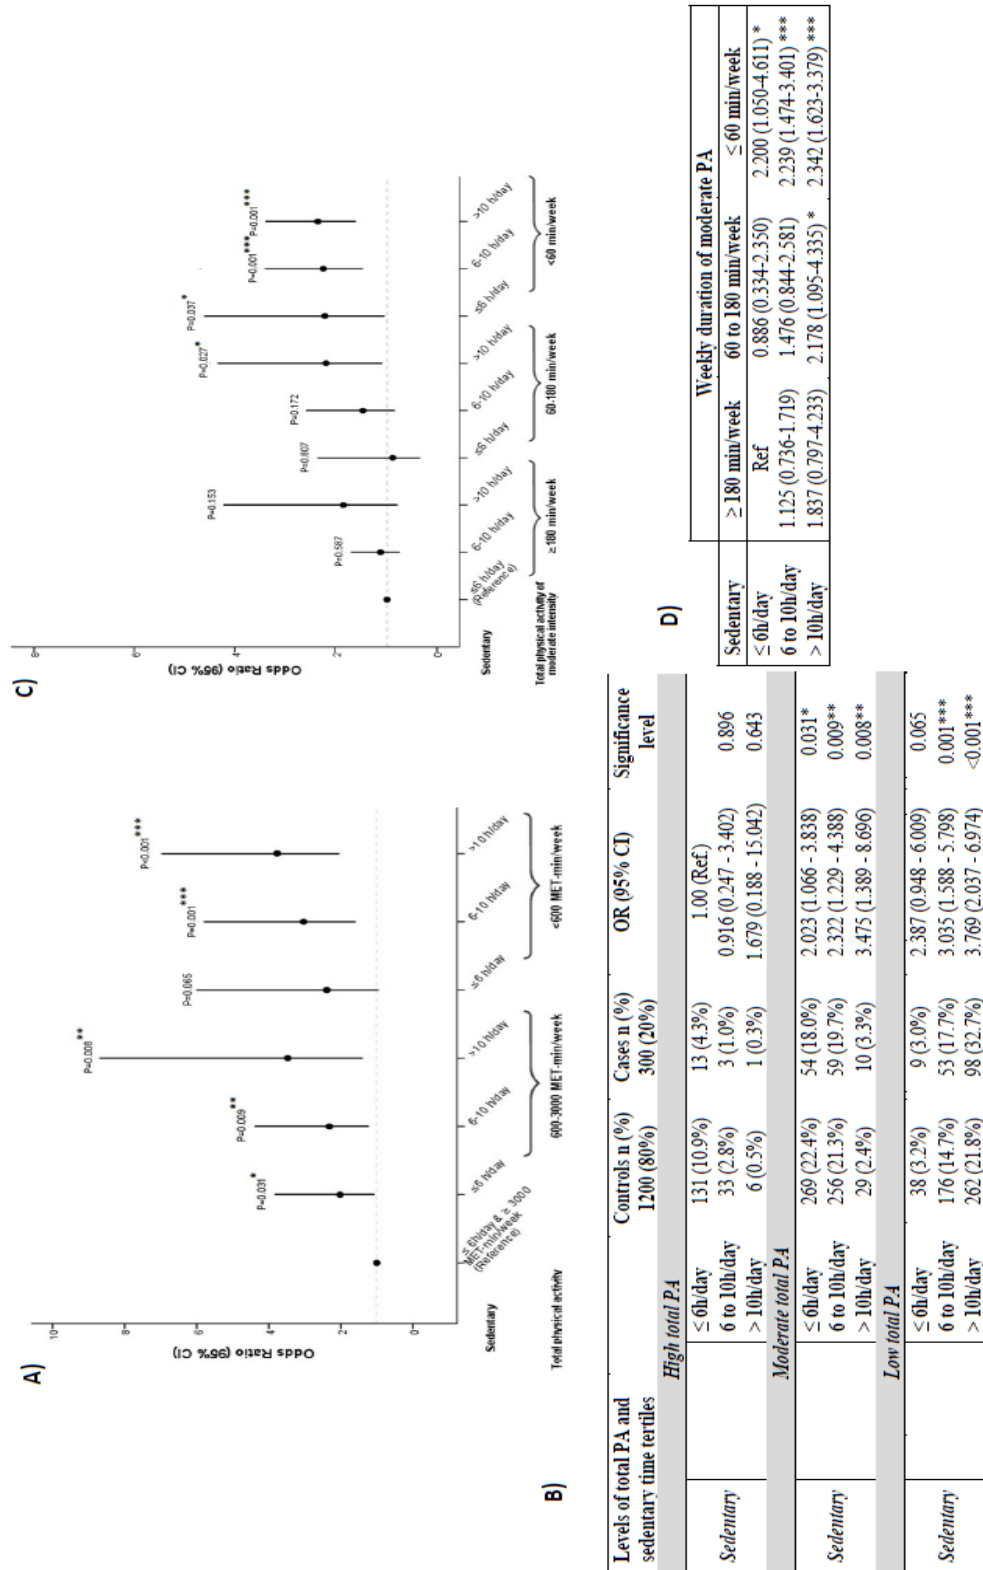 A)
Odds Ratio (95% CI)
10
8
6
4
2
0
P=0.031 *
P=0.009 **
P=0.008 **
P=0.065
P=0.001 ***
P<0.001 ***
≤ 6h/day & ≥ 3000
MET-min/week
(Reference)
≤6 h/day
6-10 h/day
>10 h/day
≤6 h/day
6-10 h/day
>10 h/day
Sedentary
600-3000 MET-min/week
<600 MET-min/week
Total physical activity
B)
Levels of total PA and sedentary time tertiles | Controls n (%) 1200 (80%) | Cases n (%) 300 (20%) | OR (95% CI) | Significance level
High total PA
Sedentary
≤ 6h/day 131 (10.9%) 13 (4.3%) 1.00 (Ref.)
6 to 10h/day 33 (2.8%) 3 (1.0%) 0.916 (0.247 - 3.402) 0.896
> 10h/day 6 (0.5%) 1 (0.3%) 1.679 (0.188 - 15.042) 0.643
Moderate total PA
Sedentary
≤ 6h/day 269 (22.4%) 54 (18.0%) 2.023 (1.066 - 3.838) 0.031*
6 to 10h/day 256 (21.3%) 59 (19.7%) 2.322 (1.229 - 4.388) 0.009**
> 10h/day 29 (2.4%) 10 (3.3%) 3.475 (1.389 - 8.696) 0.008**
Low total PA
Sedentary
≤ 6h/day 38 (3.2%) 9 (3.0%) 2.387 (0.948 - 6.009) 0.065
6 to 10h/day 176 (14.7%) 53 (17.7%) 3.035 (1.588 - 5.798) 0.001***
> 10h/day 262 (21.8%) 98 (32.7%) 3.769 (2.037 - 6.974) <0.001***
C)
Odds Ratio (95% CI)
8
6
4
2
0
P=0.587
P=0.153
P=0.807
P=0.172
P=0.027 *
P=0.037 *
P=0.001 ***
P=0.001 ***
≤6 h/day
(Reference)
6-10 h/day
>10 h/day
≤6 h/day
6-10 h/day
>10 h/day
≤6 h/day
6-10 h/day
>10 h/day
Sedentary
≥180 min/week
60-180 min/week
<60 min/week
Total physical activity of
moderate intensity
D)
Weekly duration of moderate PA
Sedentary ≥ 180 min/week 60 to 180 min/week ≤ 60 min/week
≤ 6h/day Ref 0.886 (0.334-2.350) 2.200 (1.050-4.611) *
6 to 10h/day 1.125 (0.736-1.719) 1.476 (0.844-2.581) 2.239 (1.474-3.401) ***
> 10h/day 1.837 (0.797-4.233) 2.178 (1.095-4.335) * 2.342 (1.623-3.379) ***